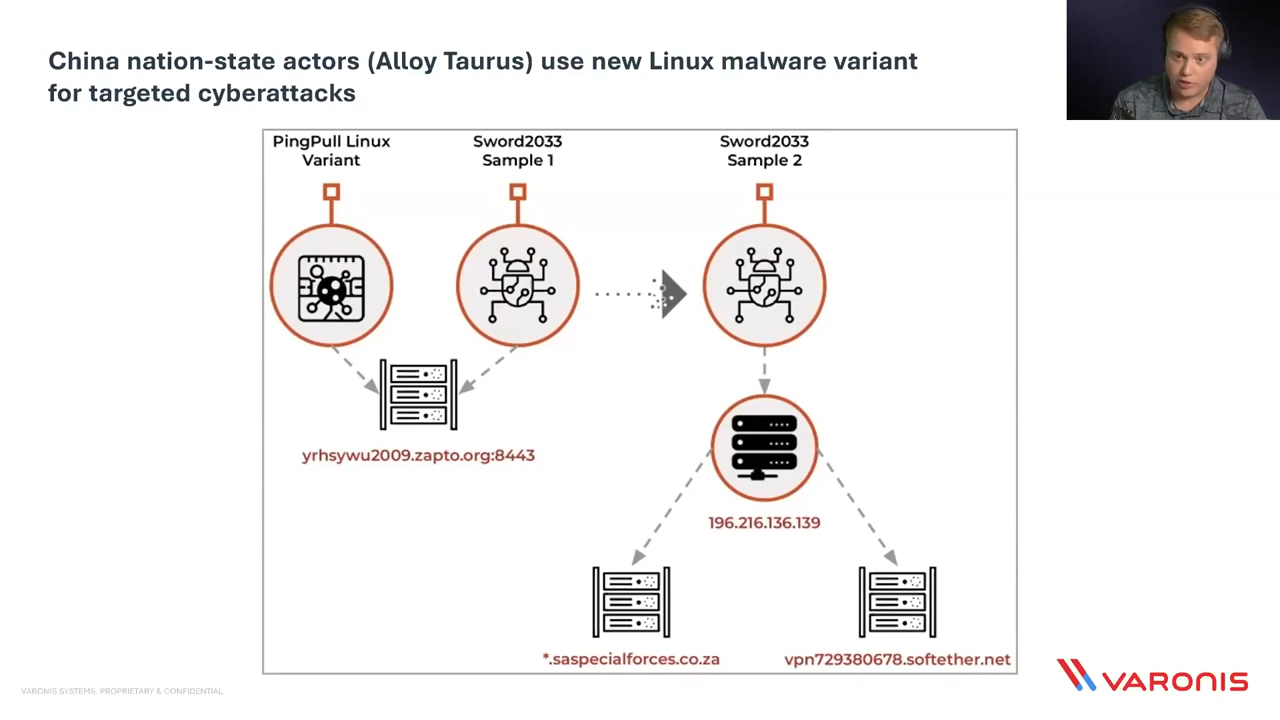 China nation-state actors (Alloy Taurus) use new Linux malware variant
for targeted cyberattacks
PingPull Linux
Variant
Sword2033
Sample 1
Sword2033
Sample 2
yrhsywu2009.zapto.org:8443
196.216.136.139
*.saspecialforces.co.za
vpn729380678.softether.net
VARONIS SYSTEMS. PROPRIETARY & CONFIDENTIAL.
VARONIS